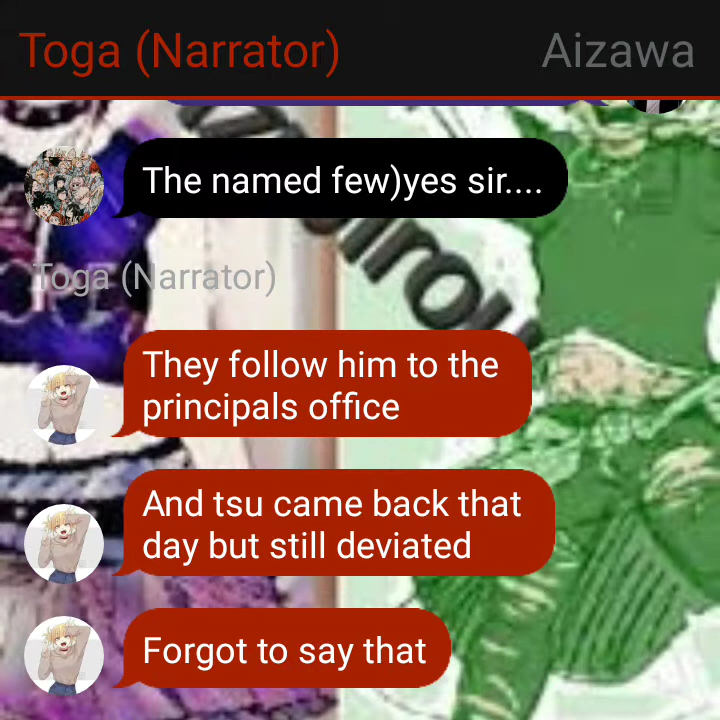 Toga (Narrator) Aizawa
The named few)yes sir....
Toga (Narrator)
They follow him to the
principals office
And tsu came back that
day but still deviated
Forgot to say that